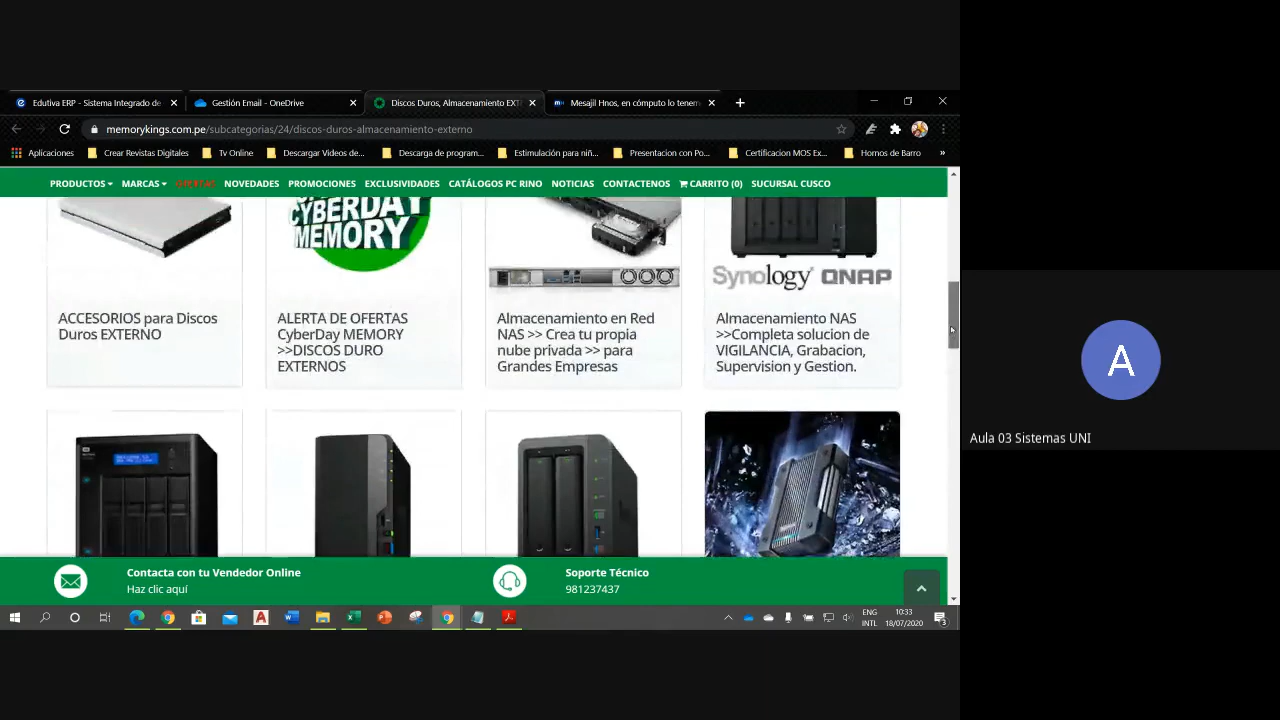 Edutiva ERP - Sistema Integrado de
Gestión Email - OneDrive
Discos Duros, Almacenamiento EXT
Mesajil Hnos, en cómputo lo tenem
memorykings.com.pe/subcategorias/24/discos-duros-almacenamiento-externo
Aplicaciones
Crear Revistas Digitales
Tv Online
Descargar Videos de...
Descarga de program...
Estimulación para niñ...
Presentacion con Po...
Certificacion MOS Ex...
Hornos de Barro
»
PRODUCTOS MARCAS OFERTAS NOVEDADES PROMOCIONES EXCLUSIVIDADES CATÁLOGOS PC RINO NOTICIAS CONTACTENOS CARRITO (0) SUCURSAL CUSCO
CYBERDAY
MEMORY
Synology QNAP
ACCESORIOS para Discos
Duros EXTERNO
ALERTA DE OFERTAS
CyberDay MEMORY
>>DISCOS DURO
EXTERNOS
Almacenamiento en Red
NAS >> Crea tu propia
nube privada >> para
Grandes Empresas
Almacenamiento NAS
>>Completa solucion de
VIGILANCIA, Grabacion,
Supervision y Gestion.
Contacta con tu Vendedor Online
Haz clic aquí
Soporte Técnico
981237437
ENG
INTL
10:33
18/07/2020
3
A
Aula 03 Sistemas UNI